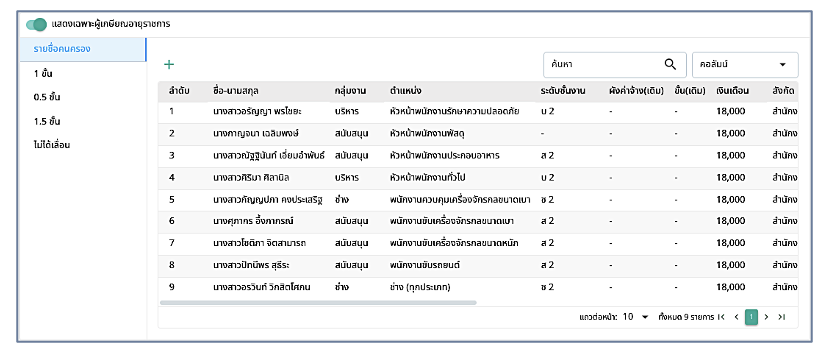 แสดงเฉพาะผู้เกษียณอายุราชการ
รายชื่อคนครอง
1 ขั้น
0.5 ขั้น
1.5 ขั้น
ไม่ได้เลื่อน
ค้นหา คอลัมน์
ลำดับ ชื่อ-นามสกุล กลุ่มงาน ตำแหน่ง ระดับชั้นงาน ผังค่าจ้าง(เดิม) ขั้น(เดิม) เงินเดือน สังกัด
1 นางสาวอรัญญา พรไชยะ บริหาร หัวหน้าพนักงานรักษาความปลอดภัย บ 2 - - 18,000 สำนักง
2 นางกาญจนา เฉลิมพงษ์ สนับสนุน หัวหน้าพนักงานพัสดุ - - - 18,000 สำนักง
3 นางสาวณัฐฐินันท์ เอี่ยมอำพันธ์ สนับสนุน หัวหน้าพนักงานประกอบอาหาร ส 2 - - 18,000 สำนักง
4 นางสาวศิริมา ศิลานิล บริหาร หัวหน้าพนักงานทั่วไป บ 2 - - 18,000 สำนักง
5 นางสาวกัญญปภา คงประเสริฐ ช่าง พนักงานควบคุมเครื่องจักรกลขนาดเบา ช 2 - - 18,000 สำนักง
6 นางศุภากร อึ้งภากรณ์ สนับสนุน พนักงานขับเครื่องจักรกลขนาดเบา ส 2 - - 18,000 สำนักง
7 นางสาวโชติกา จิตสามารถ สนับสนุน พนักงานขับเครื่องจักรกลขนาดหนัก ส 2 - - 18,000 สำนักง
8 นางสาวปัทนีพร สุธีระ สนับสนุน พนักงานขับรถยนต์ ส 2 - - 18,000 สำนักง
9 นางสาวอรวินท์ วิกสิตโศกน ช่าง ช่าง (ทุกประเภท) ช 2 - - 18,000 สำนักง
แถวต่อหน้า: 10 ทั้งหมด 9 รายการ 1